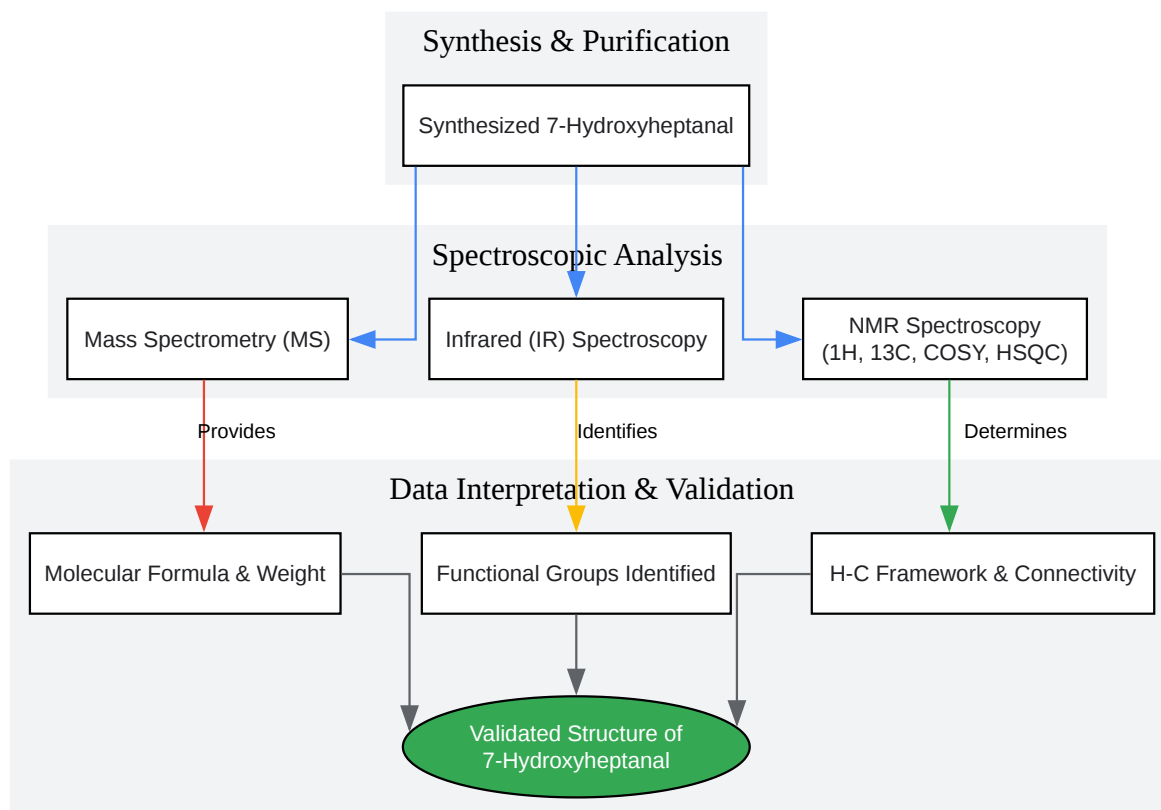 Synthesis & Purification
Synthesized 7-Hydroxyheptanal
Spectroscopic Analysis
Mass Spectrometry (MS)
Infrared (IR) Spectroscopy
NMR Spectroscopy
(1H, 13C, COSY, HSQC)
Provides
Identifies
Determines
Data Interpretation & Validation
Molecular Formula & Weight
Functional Groups Identified
H-C Framework & Connectivity
Validated Structure of
7-Hydroxyheptanal